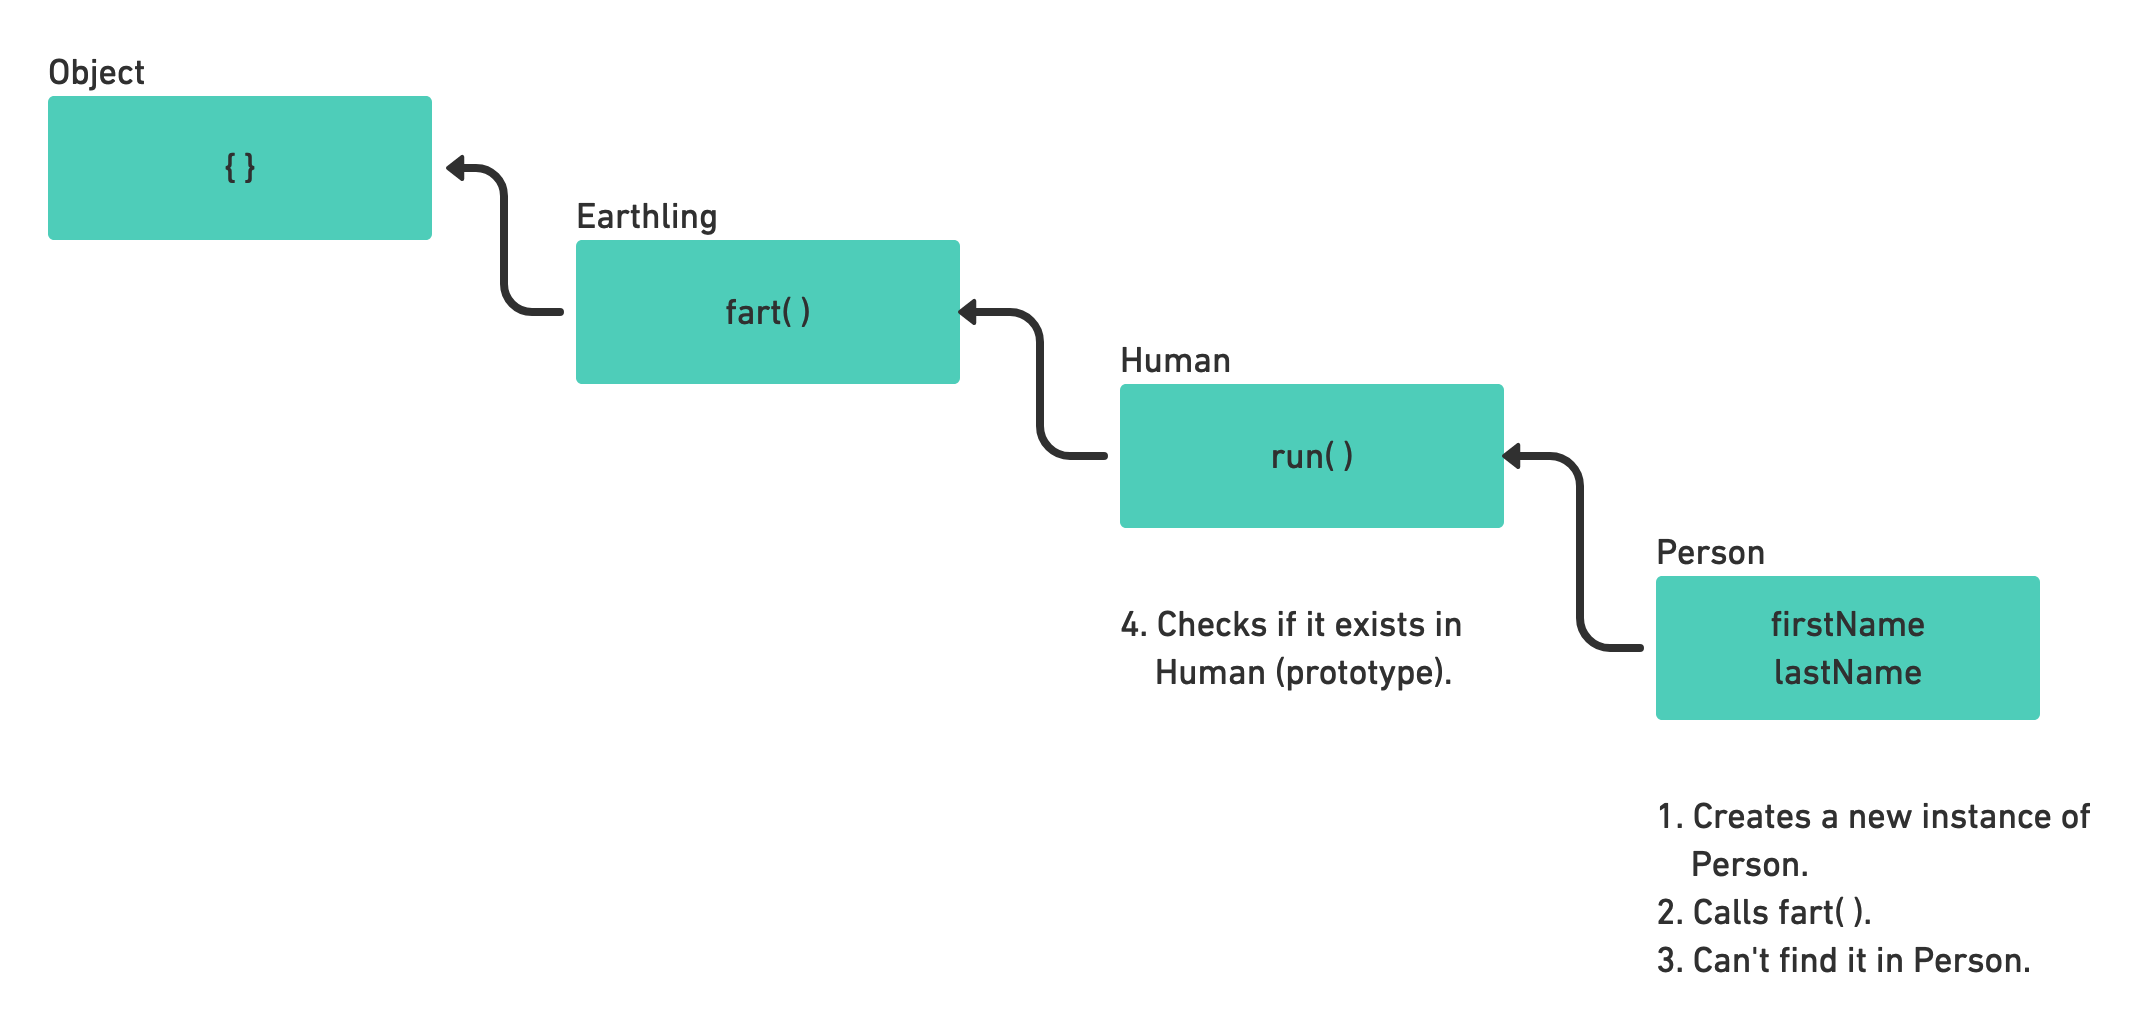 Object
{ }
Earthling
fart( )
Human
run( )
Person
firstName
lastName
4. Checks if it exists in
Human (prototype).
1. Creates a new instance of
Person.
2. Calls fart( ).
3. Can't find it in Person.